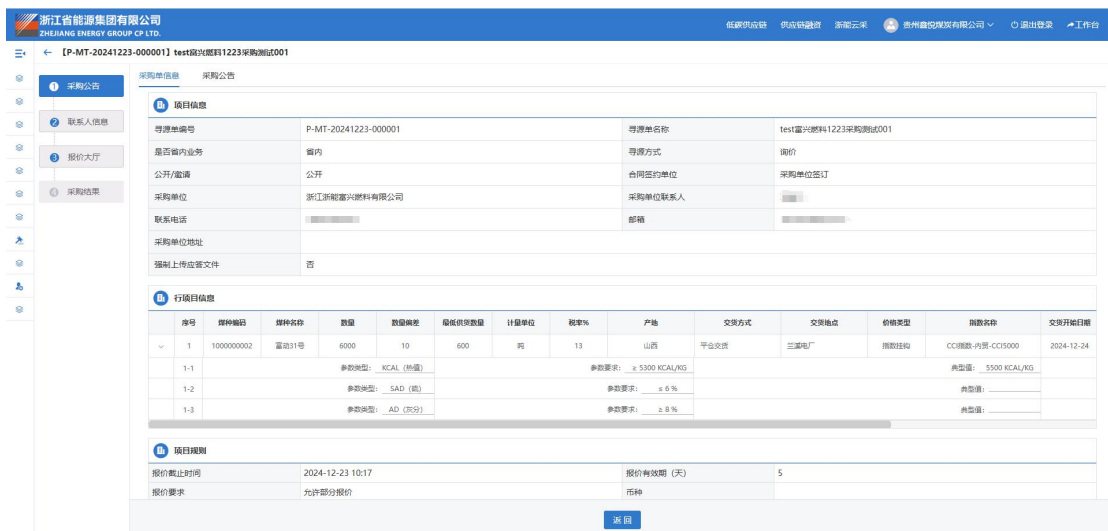 浙江省能源集团有限公司
ZHEJIANG ENERGY GROUP CP LTD.
低碳供应链 供应链融资 浙能云采 贵州鑫悦煤炭有限公司 退出登录 工作台
【P-MT-20241223-000001】test富兴燃料1223采购测试001
1 采购公告
2 联系人信息
3 报价大厅
4 采购结果
采购单信息 采购公告
项目信息
寻源单编号 P-MT-20241223-000001 寻源单名称 test富兴燃料1223采购测试001
是否省内业务 省内 寻源方式 询价
公开/邀请 公开 合同签约单位 采购单位签订
采购单位 浙江浙能富兴燃料有限公司 采购单位联系人
联系电话 邮箱
采购单位地址
强制上传应答文件 否
行项目信息
序号 煤种编码 煤种名称 数量 数量偏差 最低供货数量 计量单位 税率% 产地 交货方式 交货地点 价格类型 指数名称 交货开始日期
1 1000000002 富动31号 6000 10 600 吨 13 山西 平仓交货 兰溪电厂 指数挂钩 CCI指数-内贸-CCI5000 2024-12-24
1-1 参数类型: KCAL (热值) 参数要求: ≥ 5300 KCAL/KG 典型值: 5500 KCAL/KG
1-2 参数类型: SAD (硫) 参数要求: ≤ 6 % 典型值:
1-3 参数类型: AD (灰分) 参数要求: ≥ 8 % 典型值:
项目规则
报价截止时间 2024-12-23 10:17 报价有效期 (天) 5
报价要求 允许部分报价 币种
返回